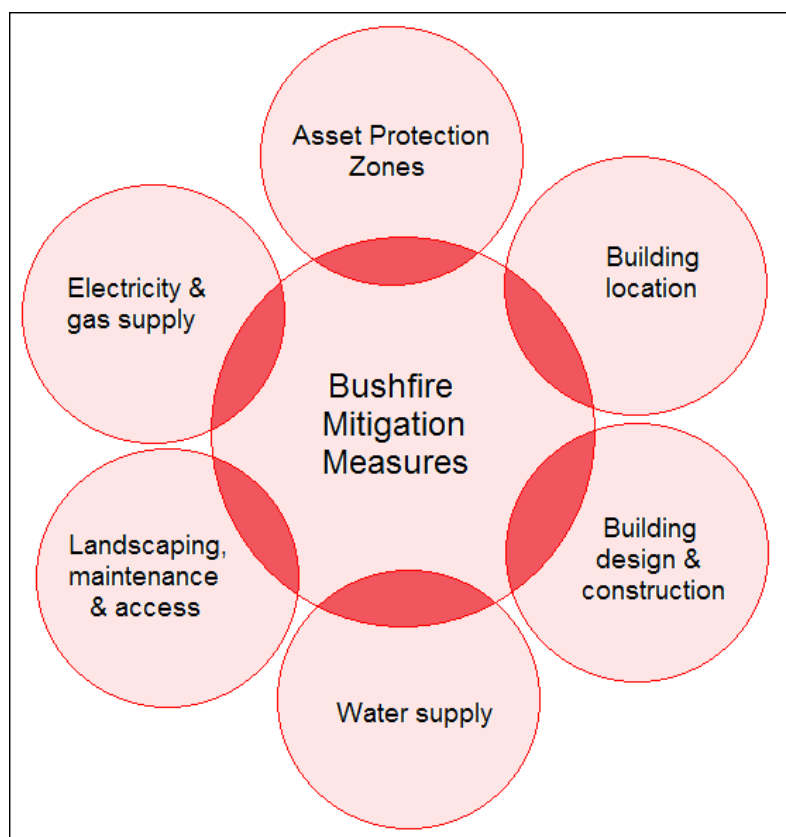 Asset Protection
Zones
Building
location
Electricity &
gas supply
Bushfire
Mitigation
Measures
Building
design &
construction
Landscaping,
maintenance
& access
Water supply